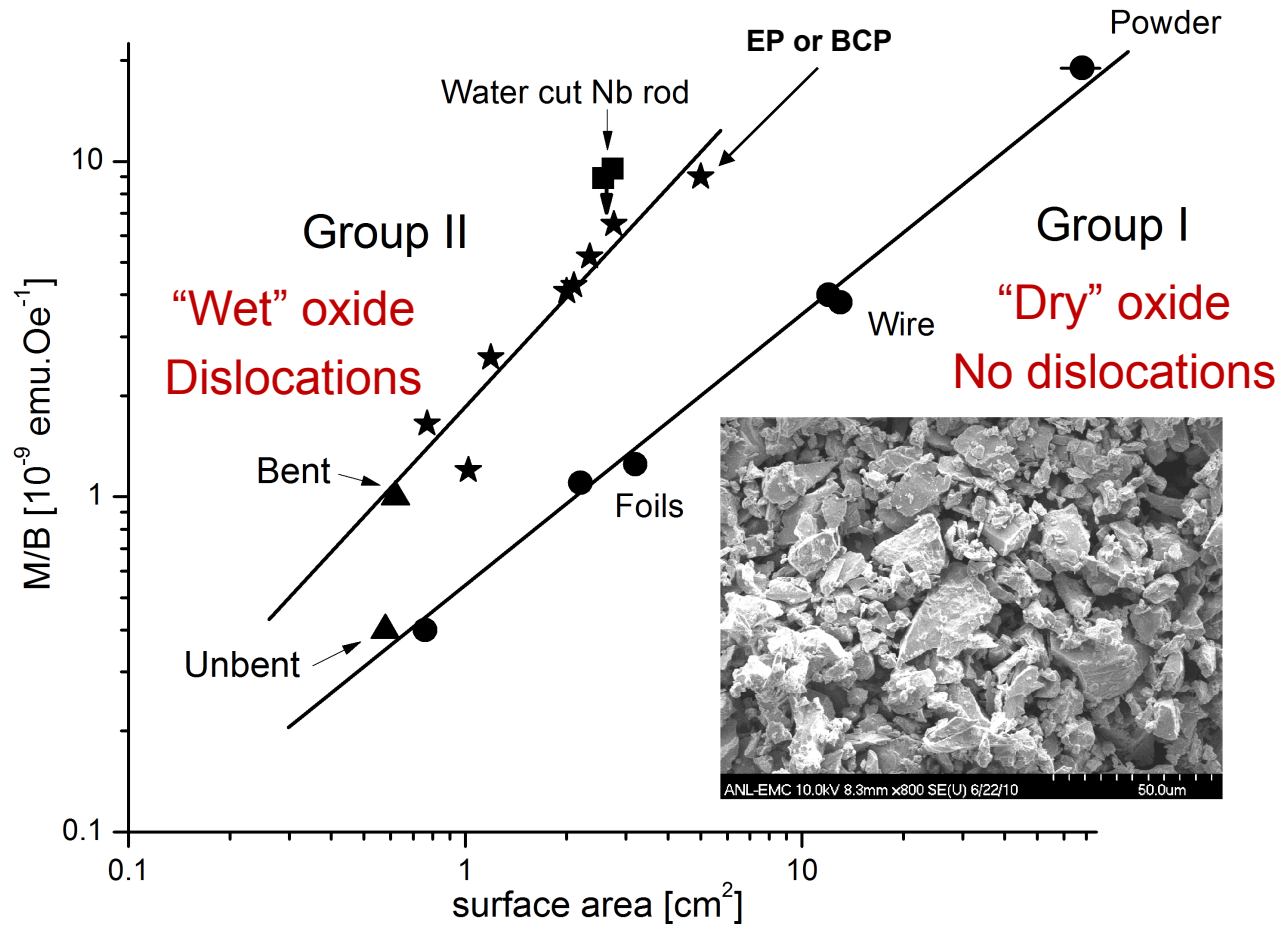 Powder
EP or BCP
Water cut Nb rod
10
Group II
Group I
“Wet” oxide
“Dry” oxide
Wire
Dislocations
No dislocations
M/B [10⁻⁹ emu.Oe⁻¹]
Bent
1
Foils
Unbent
ANL-EMC 10.0kV 8.3mm x800 SE(U) 6/22/10 50.0um
0.1
0.1 1 10
surface area [cm²]